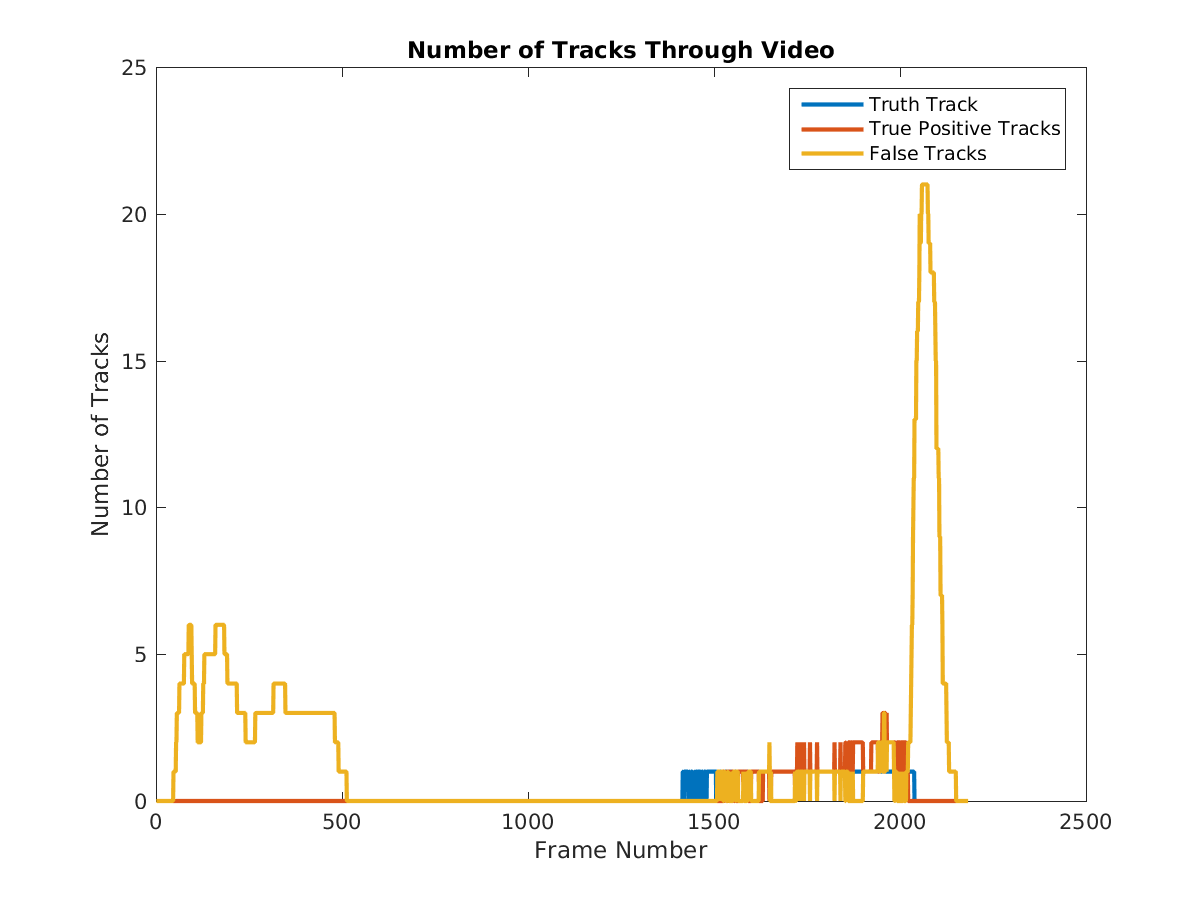 Number of Tracks Through Video
25
Truth Track
True Positive Tracks
False Tracks
20
15
10
5
0
Number of Tracks
0 500 1000 1500 2000 2500
Frame Number